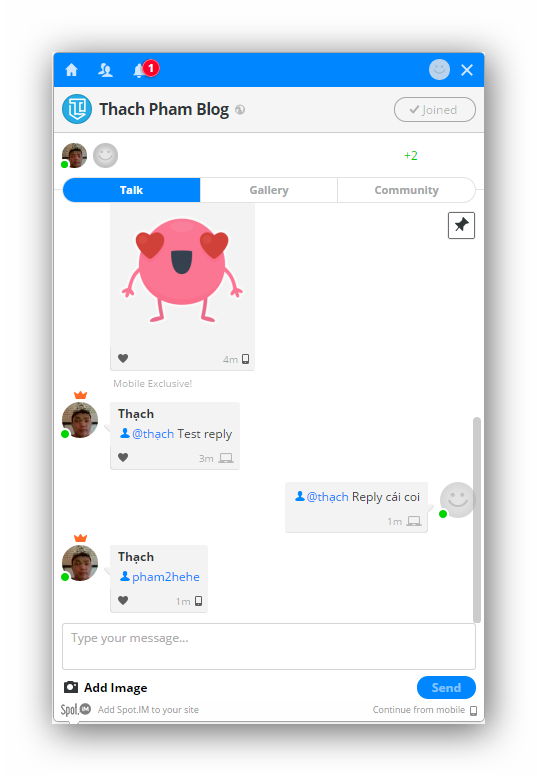 1
Thach Pham Blog
Joined
+2
Talk Gallery Community
4m
Mobile Exclusive!
Thạch
@thạch Test reply
3m
@thạch Reply cái coi
1m
Thạch
pham2hehe
1m
Type your message...
Add Image Send
Spot.IM Add Spot.IM to your site Continue from mobile